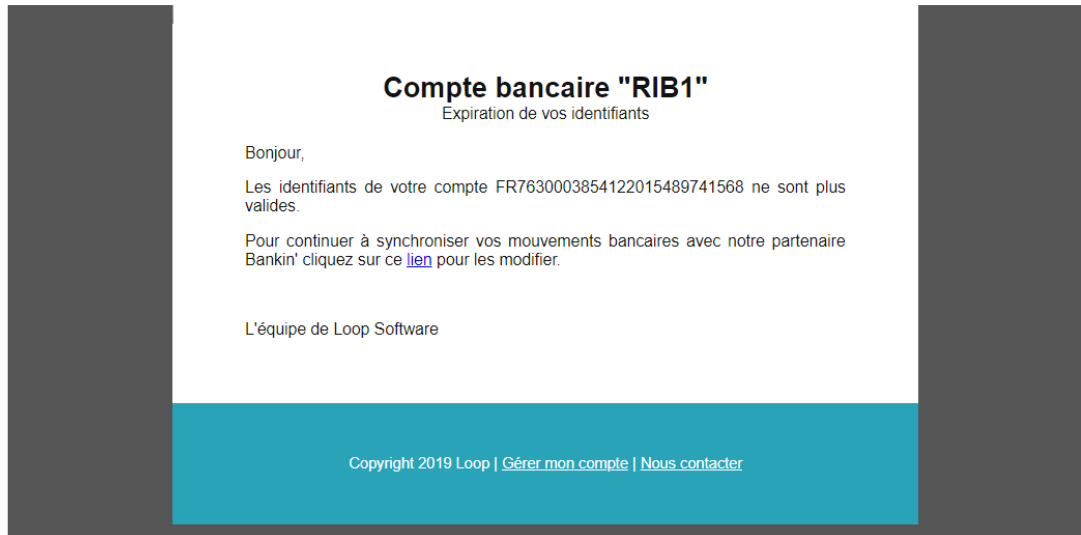 Compte bancaire "RIB1"
Expiration de vos identifiants
Bonjour,
Les identifiants de votre compte FR7630003854122015489741568 ne sont plus
valides.
Pour continuer à synchroniser vos mouvements bancaires avec notre partenaire
Bankin' cliquez sur ce lien pour les modifier.
L'équipe de Loop Software
Copyright 2019 Loop | Gérer mon compte | Nous contacter